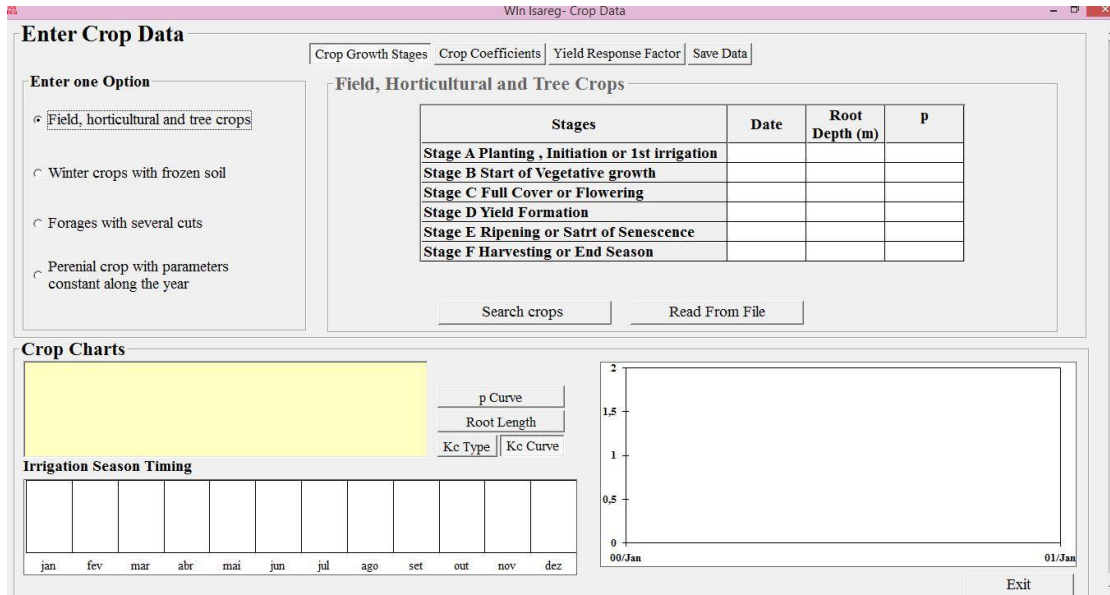 WIn Isareg- Crop Data
Enter Crop Data
Crop Growth Stages Crop Coefficients Yield Response Factor Save Data
Enter one Option
Field, horticultural and tree crops
Winter crops with frozen soil
Forages with several cuts
Perenial crop with parameters
constant along the year
Field, Horticultural and Tree Crops
Stages Date Root Depth (m) p
Stage A Planting , Initiation or 1st irrigation
Stage B Start of Vegetative growth
Stage C Full Cover or Flowering
Stage D Yield Formation
Stage E Ripening or Satrt of Senescence
Stage F Harvesting or End Season
Search crops Read From File
Crop Charts
p Curve
Root Length
Kc Type Kc Curve
Irrigation Season Timing
jan fev mar abr mai jun jul ago set out nov dez
2
1,5
1
0,5
0
00/Jan 01/Jan
Exit